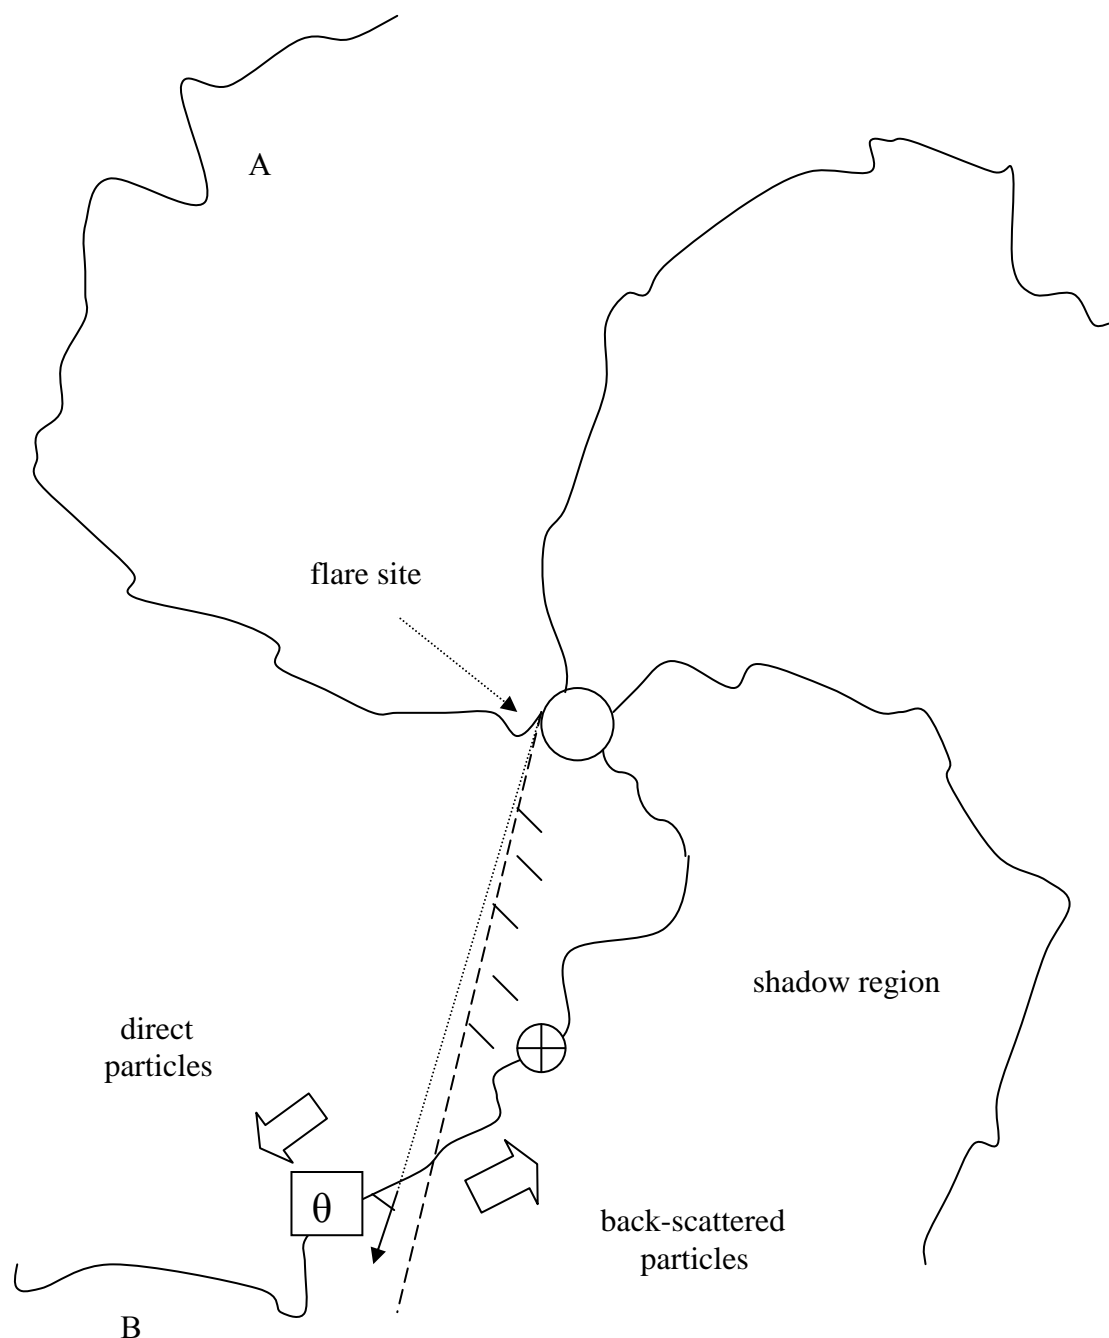 A
flare site
shadow region
direct
particles
θ
back-scattered
particles
B